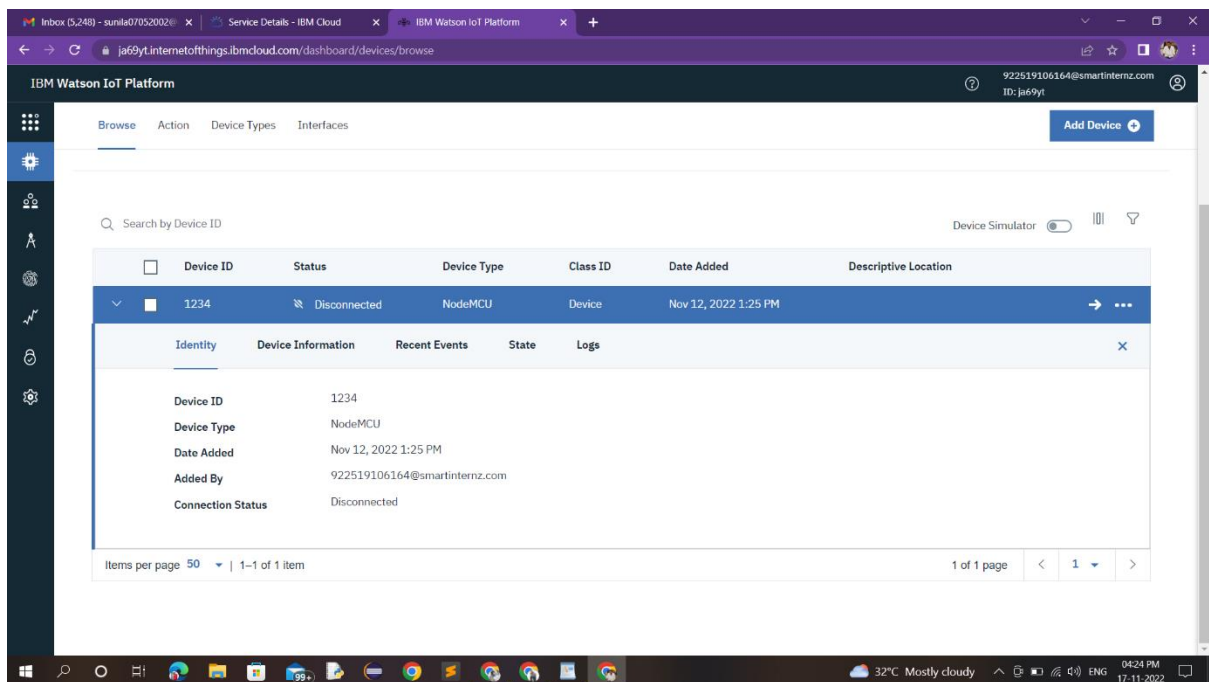 Inbox (5,248) - sunila07052002@ Service Details - IBM Cloud IBM Watson IoT Platform
ja69yt.internetofthings.ibmcloud.com/dashboard/devices/browse
IBM Watson IoT Platform
922519106164@smartinternz.com
ID: ja69yt
Browse Action Device Types Interfaces Add Device
Search by Device ID Device Simulator
Device ID Status Device Type Class ID Date Added Descriptive Location
1234 Disconnected NodeMCU Device Nov 12, 2022 1:25 PM
Identity Device Information Recent Events State Logs
Device ID 1234
Device Type NodeMCU
Date Added Nov 12, 2022 1:25 PM
Added By 922519106164@smartinternz.com
Connection Status Disconnected
Items per page 50 | 1–1 of 1 item 1 of 1 page 1
99+ 32°C Mostly cloudy ENG 04:24 PM
17-11-2022